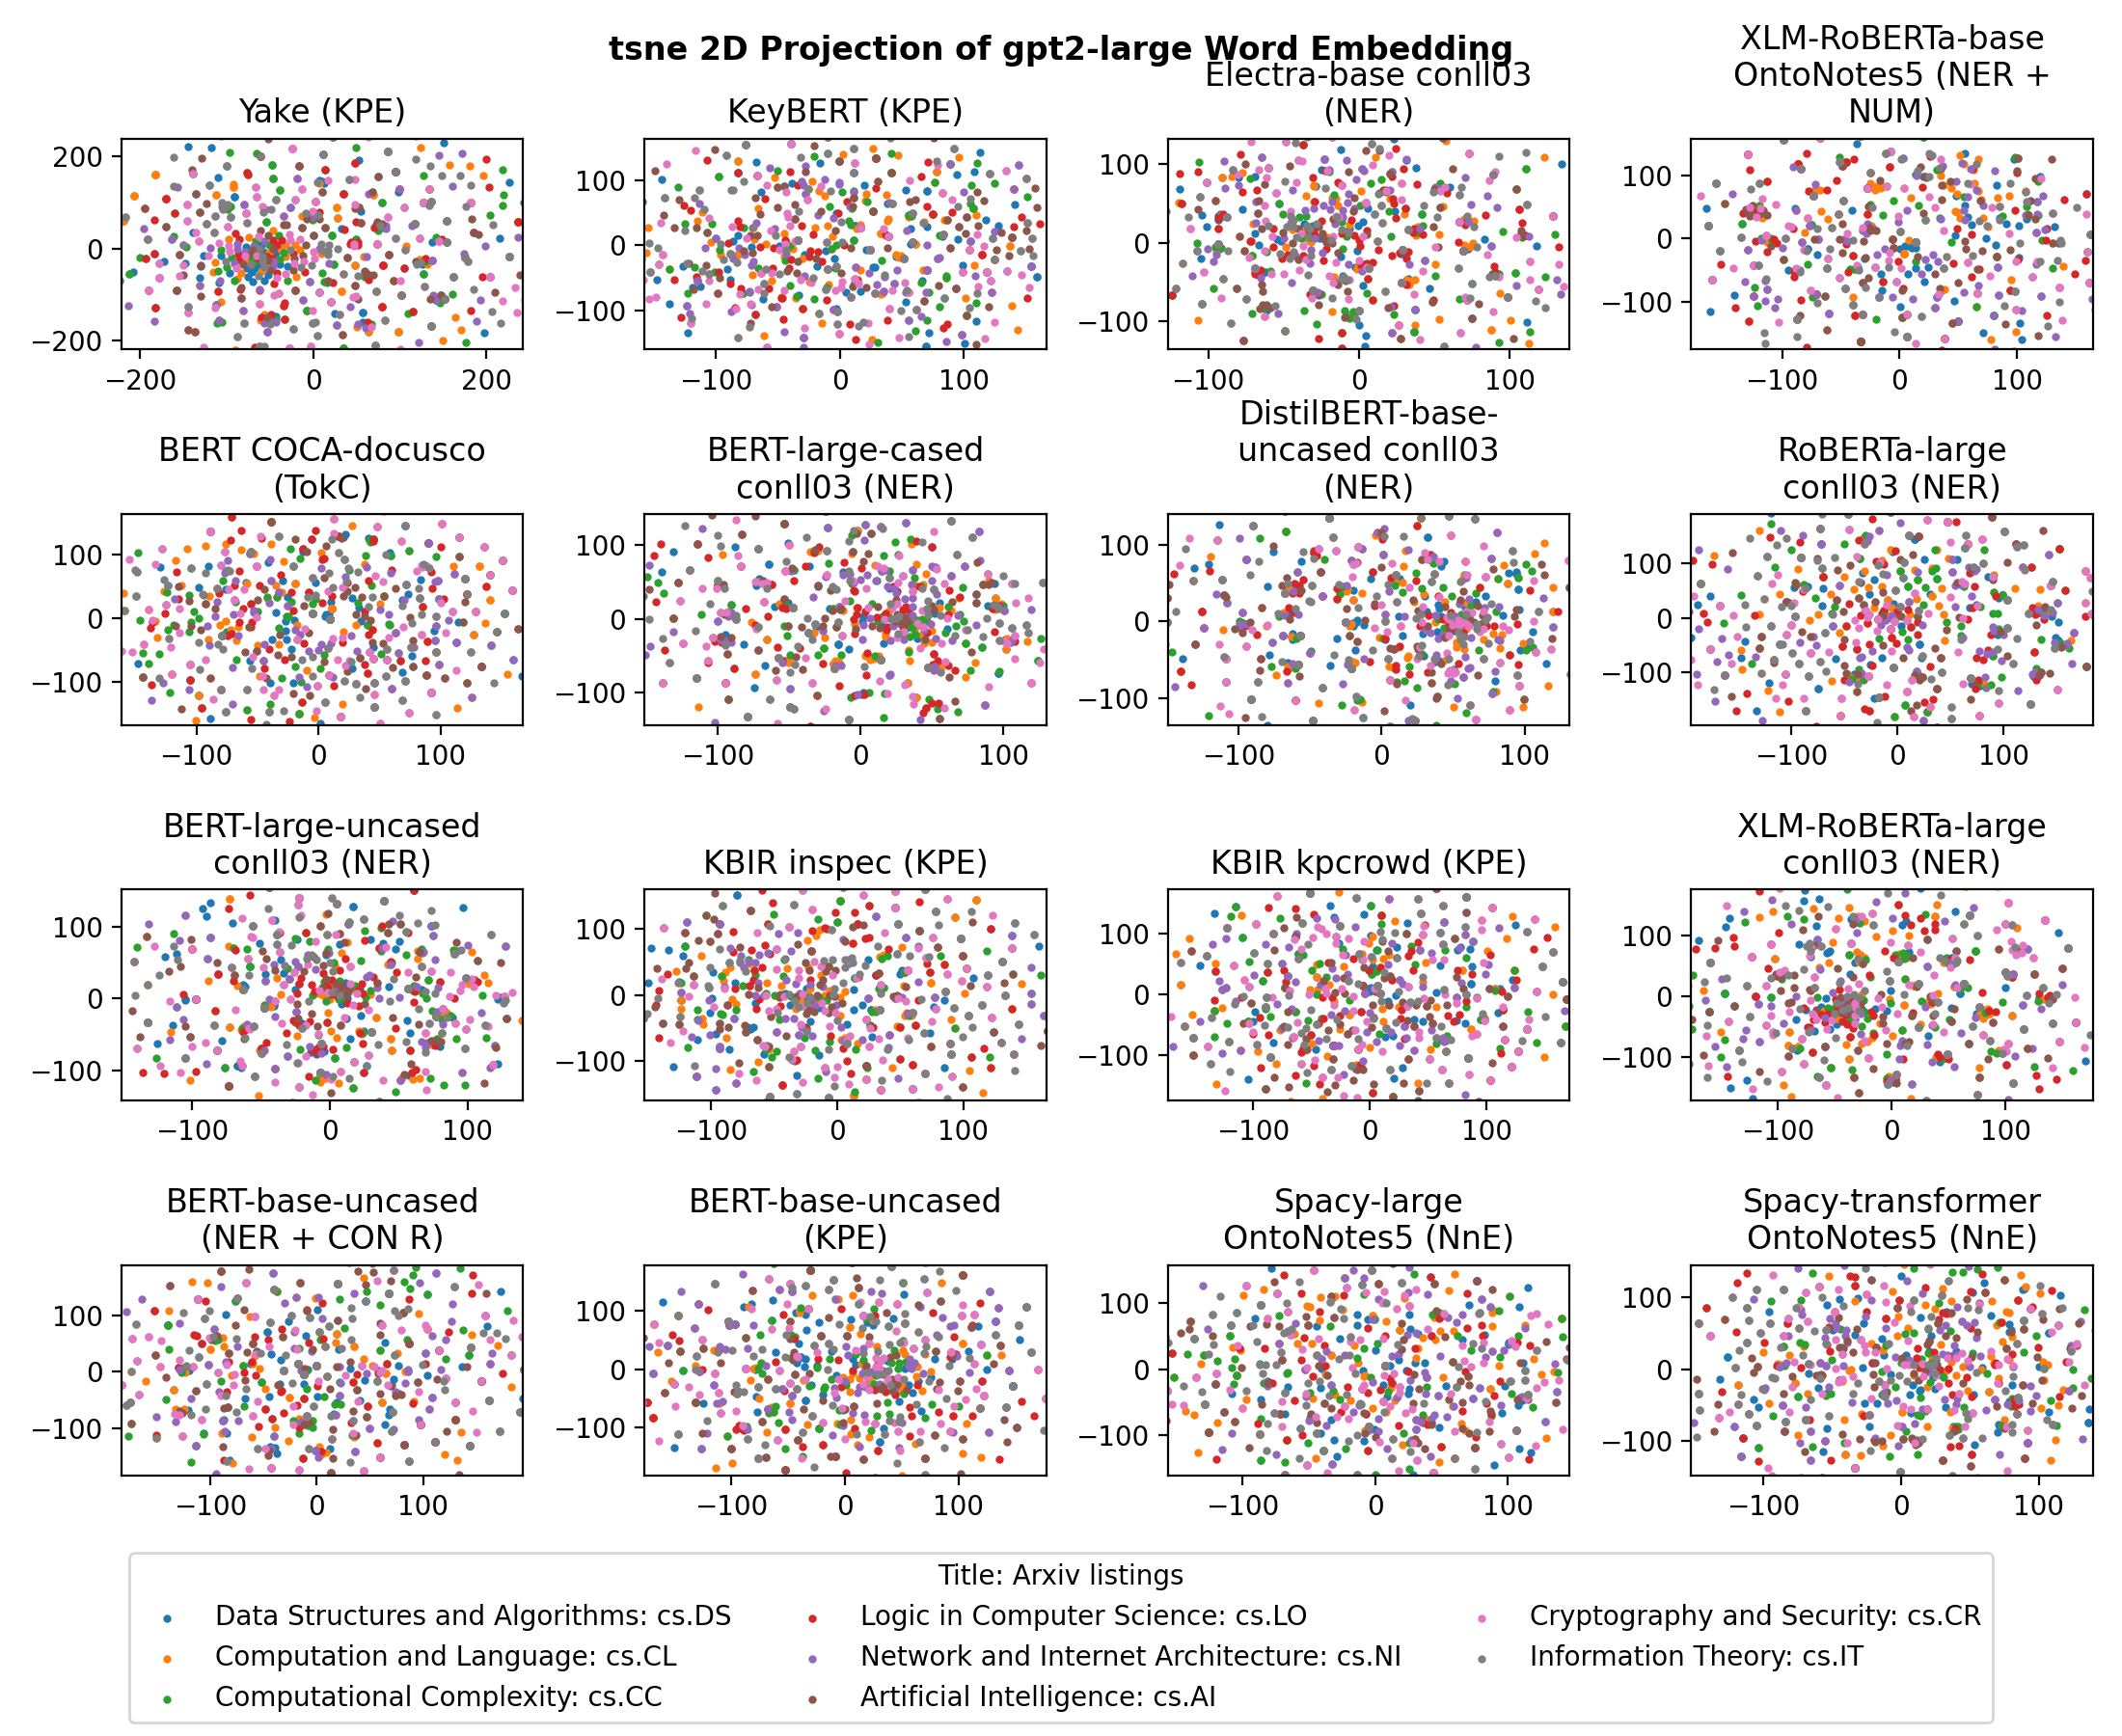 tsne 2D Projection of gpt2-large Word Embedding
Yake (KPE)
200
0
−200
−200 0 200
KeyBERT (KPE)
100
0
−100
−100 0 100
Electra-base conll03
(NER)
100
0
−100
−100 0 100
XLM-RoBERTa-base
OntoNotes5 (NER +
NUM)
100
0
−100
−100 0 100
BERT COCA-docusco
(TokC)
100
0
−100
−100 0 100
BERT-large-cased
conll03 (NER)
100
0
−100
−100 0 100
DistilBERT-base-
uncased conll03
(NER)
100
0
−100
−100 0 100
RoBERTa-large
conll03 (NER)
100
0
−100
−100 0 100
BERT-large-uncased
conll03 (NER)
100
0
−100
−100 0 100
KBIR inspec (KPE)
100
0
−100
−100 0 100
KBIR kpcrowd (KPE)
100
0
−100
−100 0 100
XLM-RoBERTa-large
conll03 (NER)
100
0
−100
−100 0 100
BERT-base-uncased
(NER + CON R)
100
0
−100
−100 0 100
BERT-base-uncased
(KPE)
100
0
−100
−100 0 100
Spacy-large
OntoNotes5 (NnE)
100
0
−100
−100 0 100
Spacy-transformer
OntoNotes5 (NnE)
100
0
−100
−100 0 100
Title: Arxiv listings
Data Structures and Algorithms: cs.DS
Computation and Language: cs.CL
Computational Complexity: cs.CC
Logic in Computer Science: cs.LO
Network and Internet Architecture: cs.NI
Artificial Intelligence: cs.AI
Cryptography and Security: cs.CR
Information Theory: cs.IT